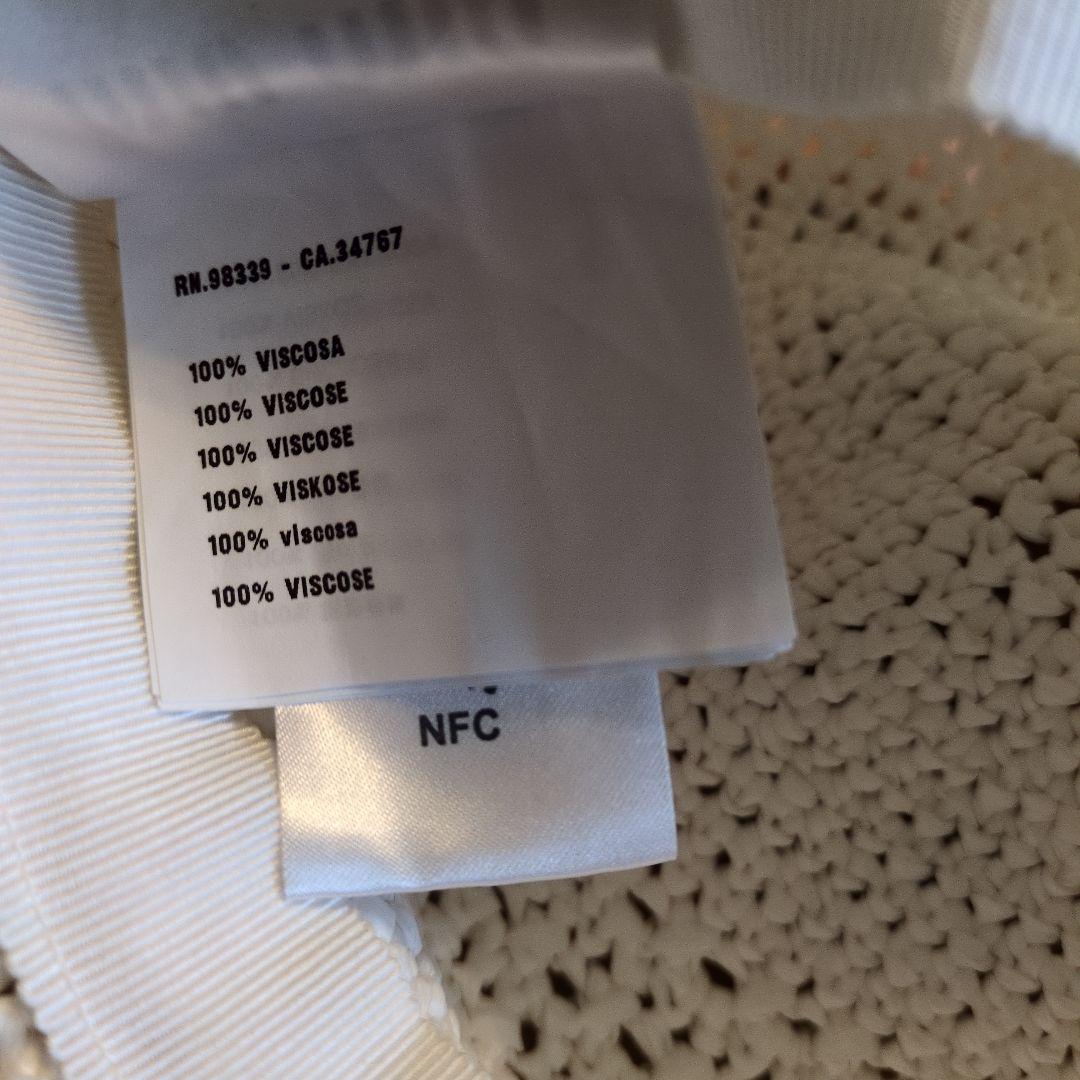 RN.98339 - CA.34767
100% VISCOSA
100% VISCOSE
100% VISCOSE
100% VISKOSE
100% viscosa
100% VISCOSE
NFC